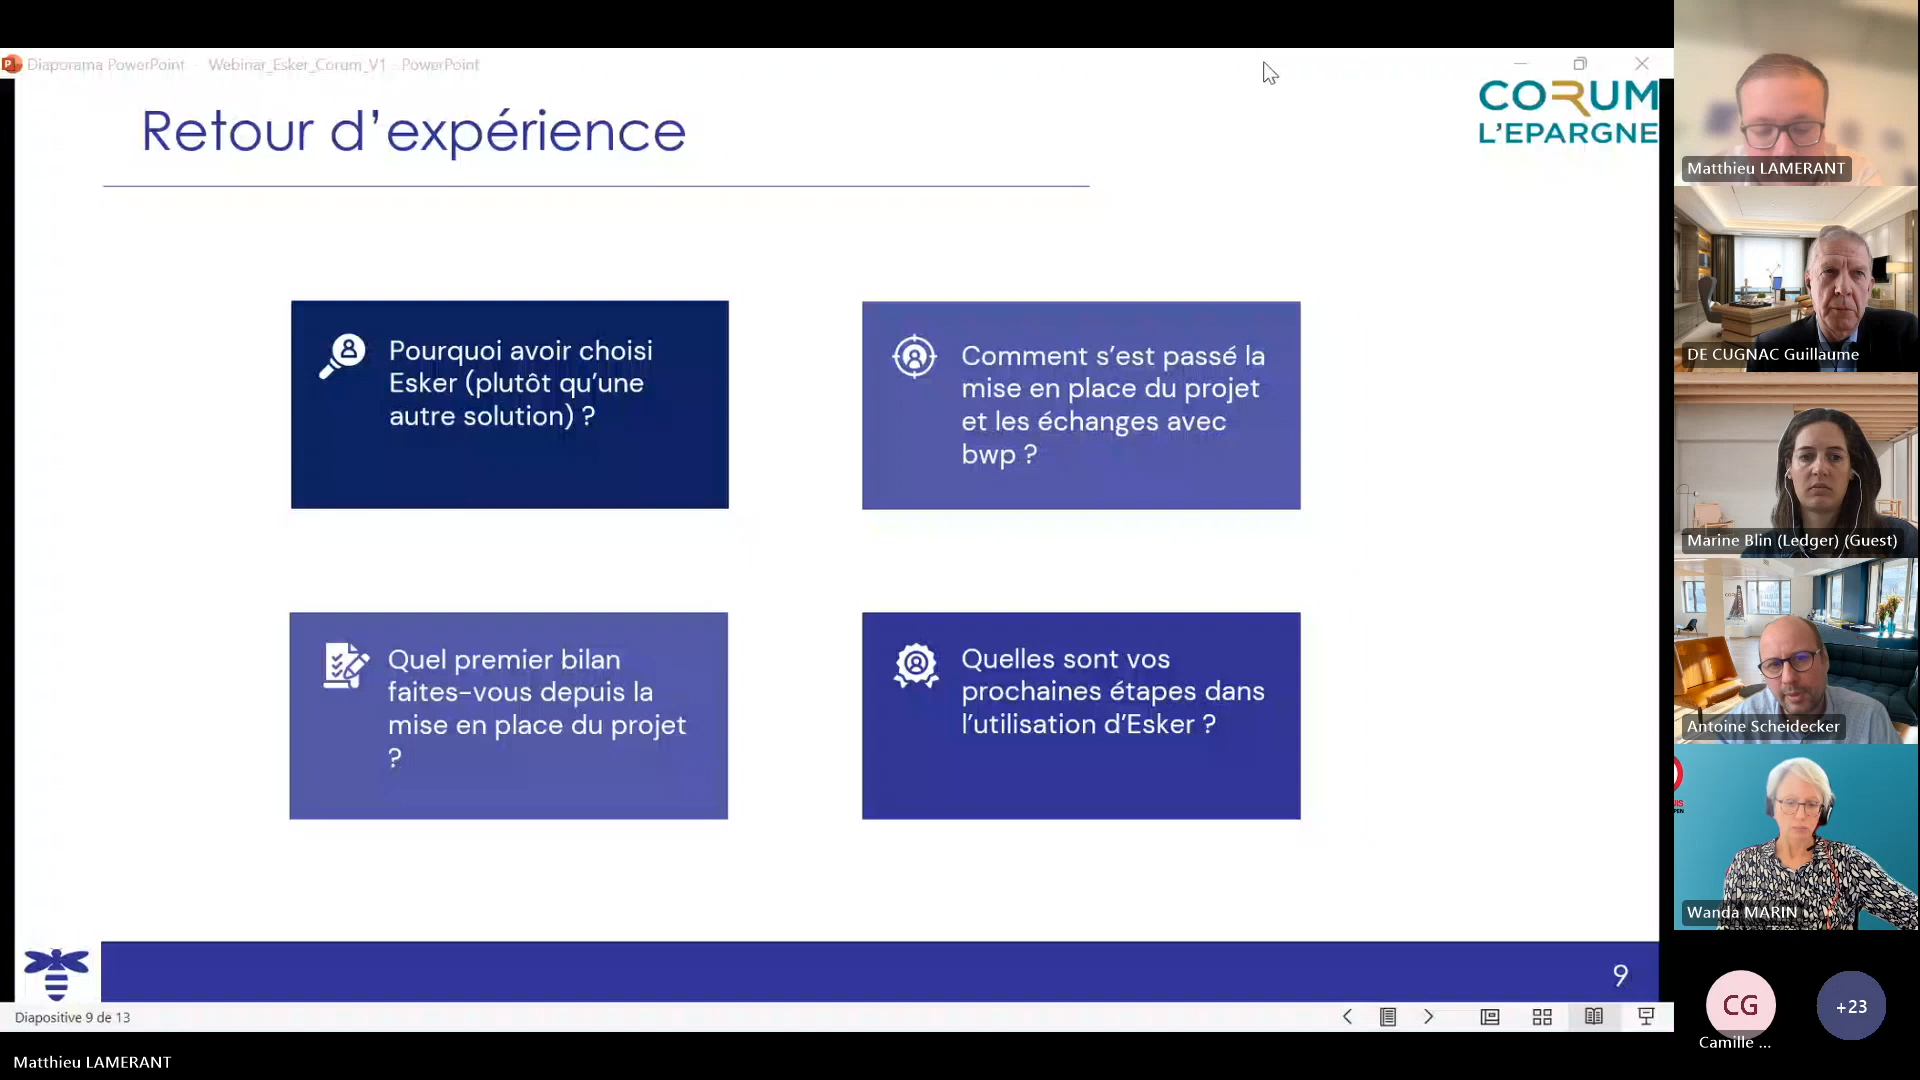 Diaporama PowerPoint - Webinar_Esker_Corum_V1 - PowerPoint
Retour d’expérience
CORUM
L'EPARGNE
Pourquoi avoir choisi
Esker (plutôt qu’une
autre solution) ?
Comment s’est passé la
mise en place du projet
et les échanges avec
bwp ?
Quel premier bilan
faites-vous depuis la
mise en place du projet
?
Quelles sont vos
prochaines étapes dans
l’utilisation d’Esker ?
9
Diapositive 9 de 13
Matthieu LAMERANT
Matthieu LAMERANT
DE CUGNAC Guillaume
Marine Blin (Ledger) (Guest)
Antoine Scheidecker
Wanda MARIN
CG
Camille ...
+23